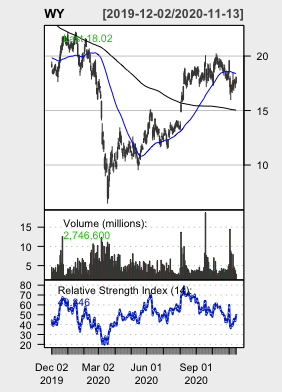 WY [2019-12-02/2020-11-13]
Last 18.02
20
15
10
Volume (millions):
2,746,600
15
10
5
Relative Strength Index (14):
80
70
60
50
40
30
20
Dec 02 Mar 02 Jun 01 Sep 01
2019 2020 2020 2020